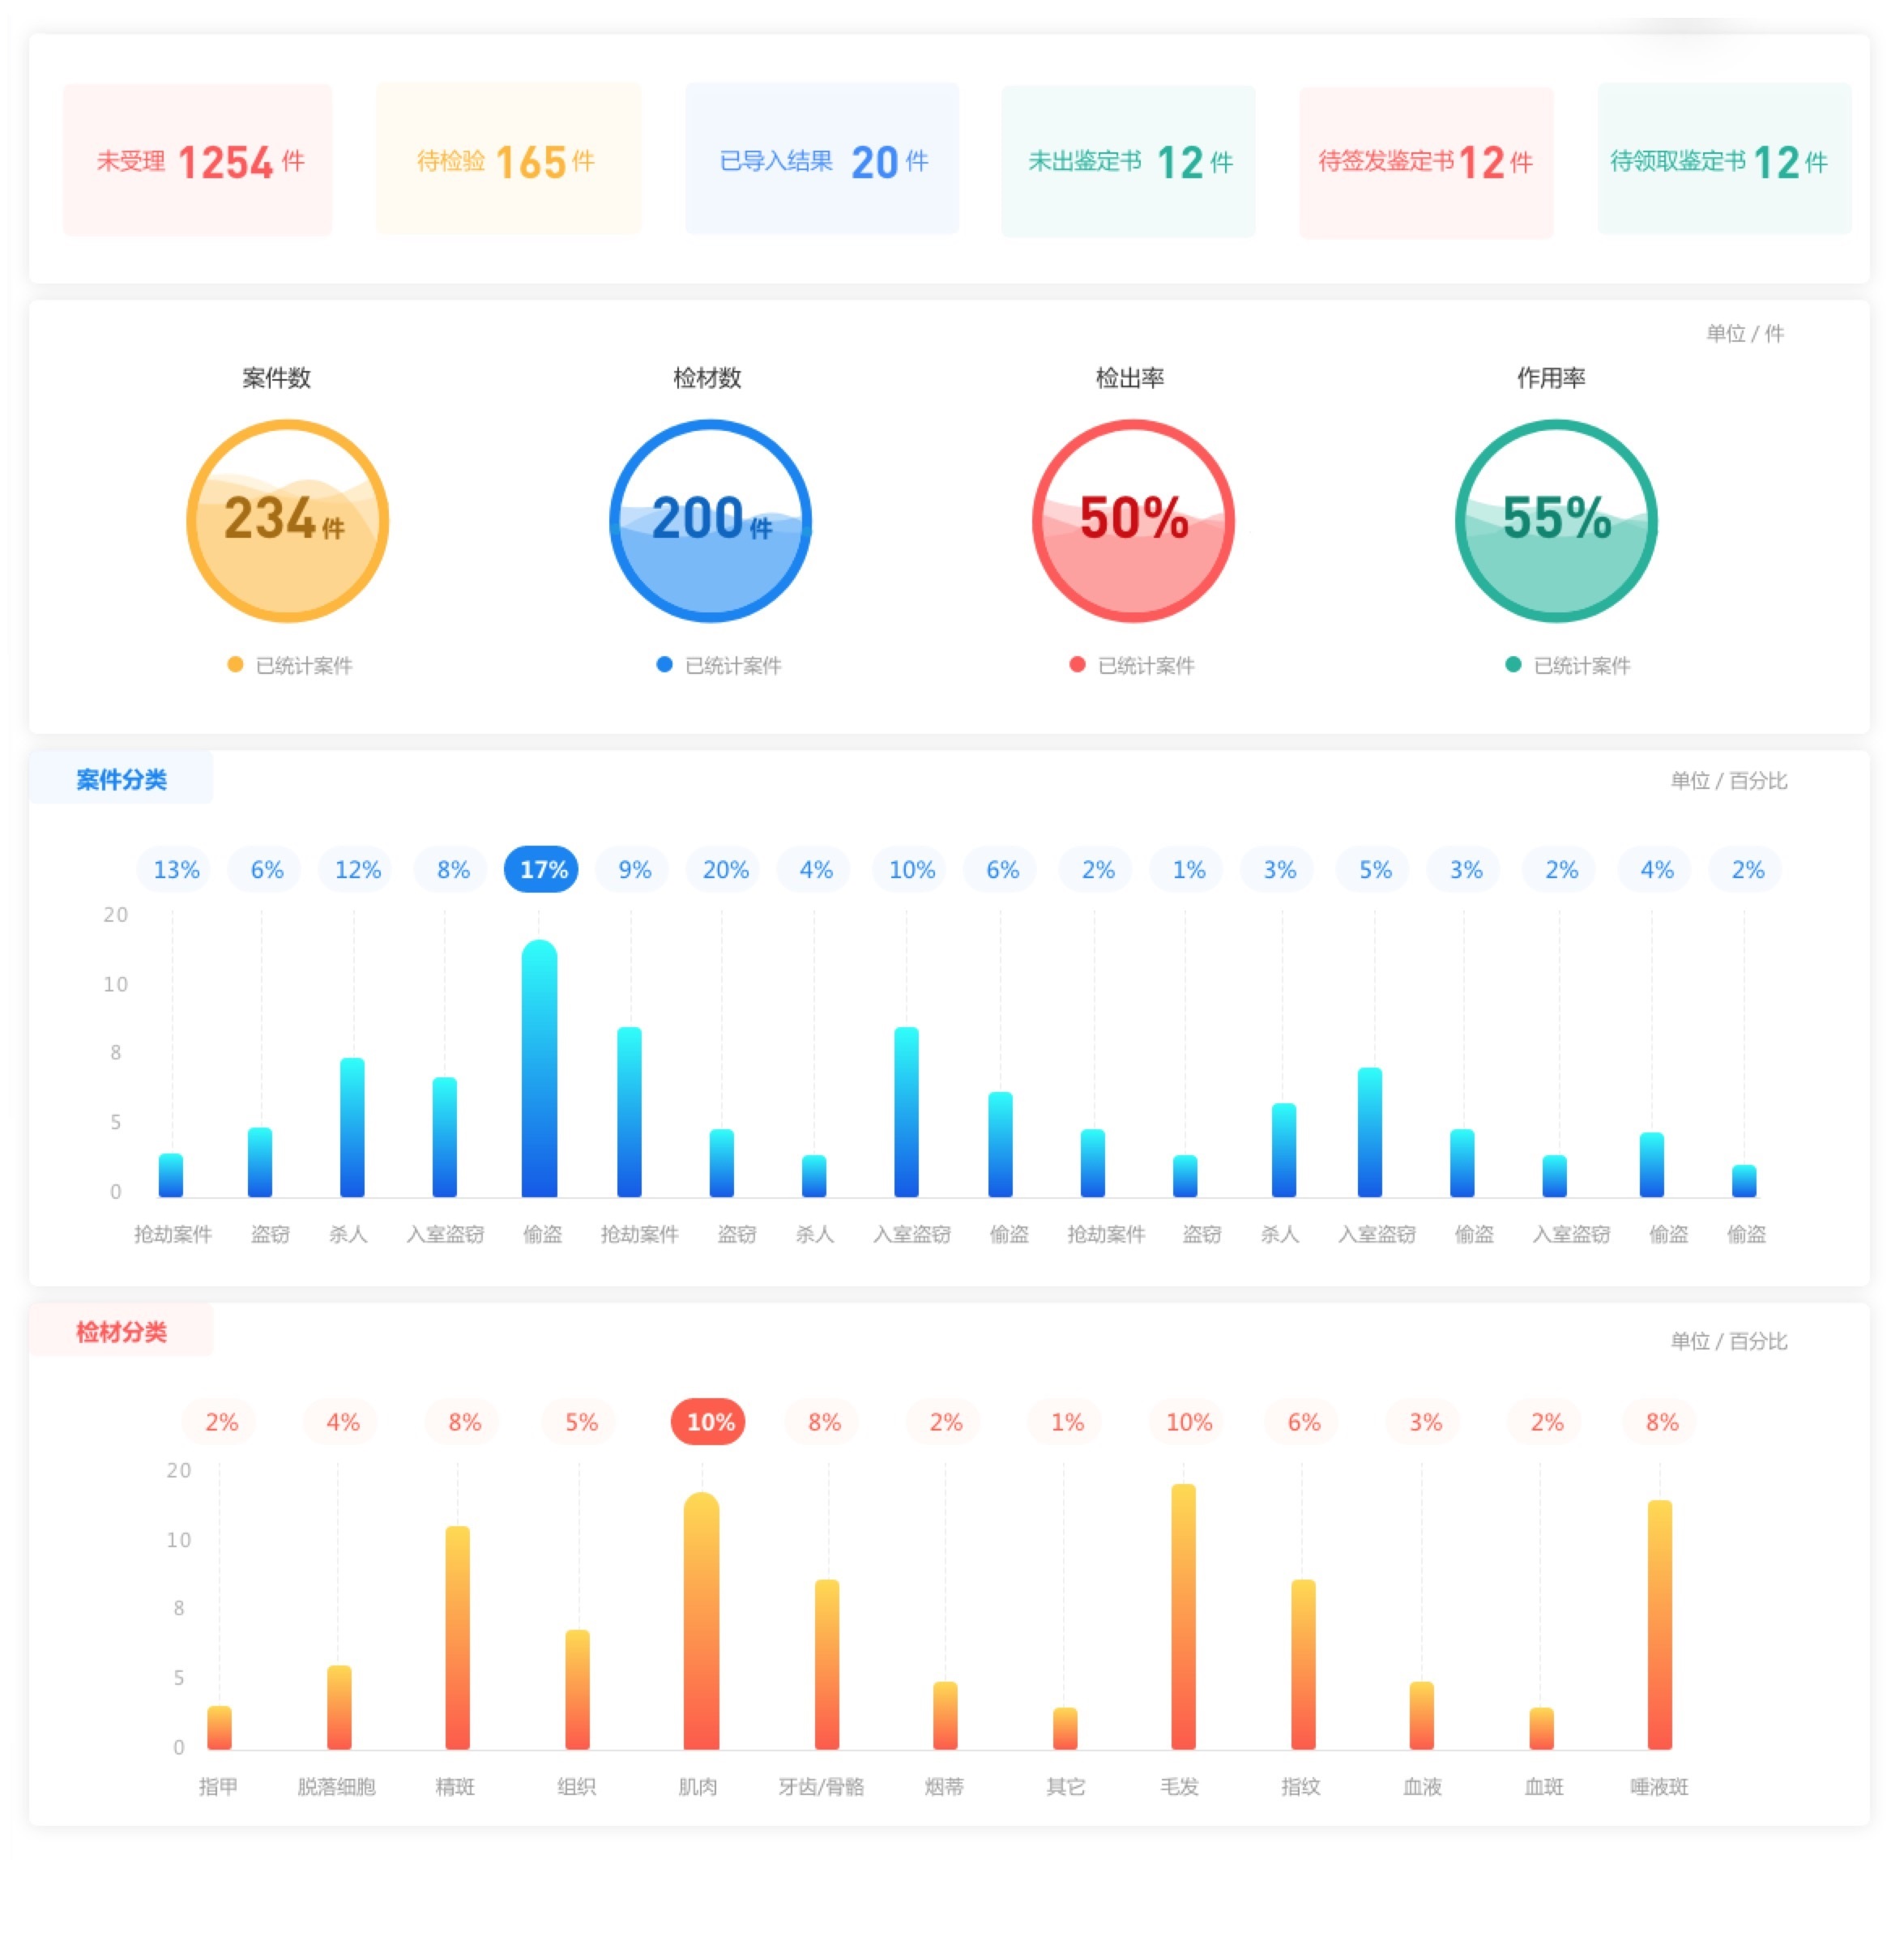 未受理 1254 件
待检验 165 件
已导入结果 20 件
未出鉴定书 12 件
待签发鉴定书 12 件
待领取鉴定书 12 件
单位 / 件
案件数
检材数
检出率
作用率
234 件
200 件
50%
55%
已统计案件
已统计案件
已统计案件
已统计案件
案件分类
单位 / 百分比
13% 6% 12% 8% 17% 9% 20% 4% 10% 6% 2% 1% 3% 5% 3% 2% 4% 2%
20
10
8
5
0
抢劫案件 盗窃 杀人 入室盗窃 偷盗 抢劫案件 盗窃 杀人 入室盗窃 偷盗 抢劫案件 盗窃 杀人 入室盗窃 偷盗 入室盗窃 偷盗 偷盗
检材分类
单位 / 百分比
2% 4% 8% 5% 10% 8% 2% 1% 10% 6% 3% 2% 8%
20
10
8
5
0
指甲 脱落细胞 精斑 组织 肌肉 牙齿/骨骼 烟蒂 其它 毛发 指纹 血液 血斑 唾液斑